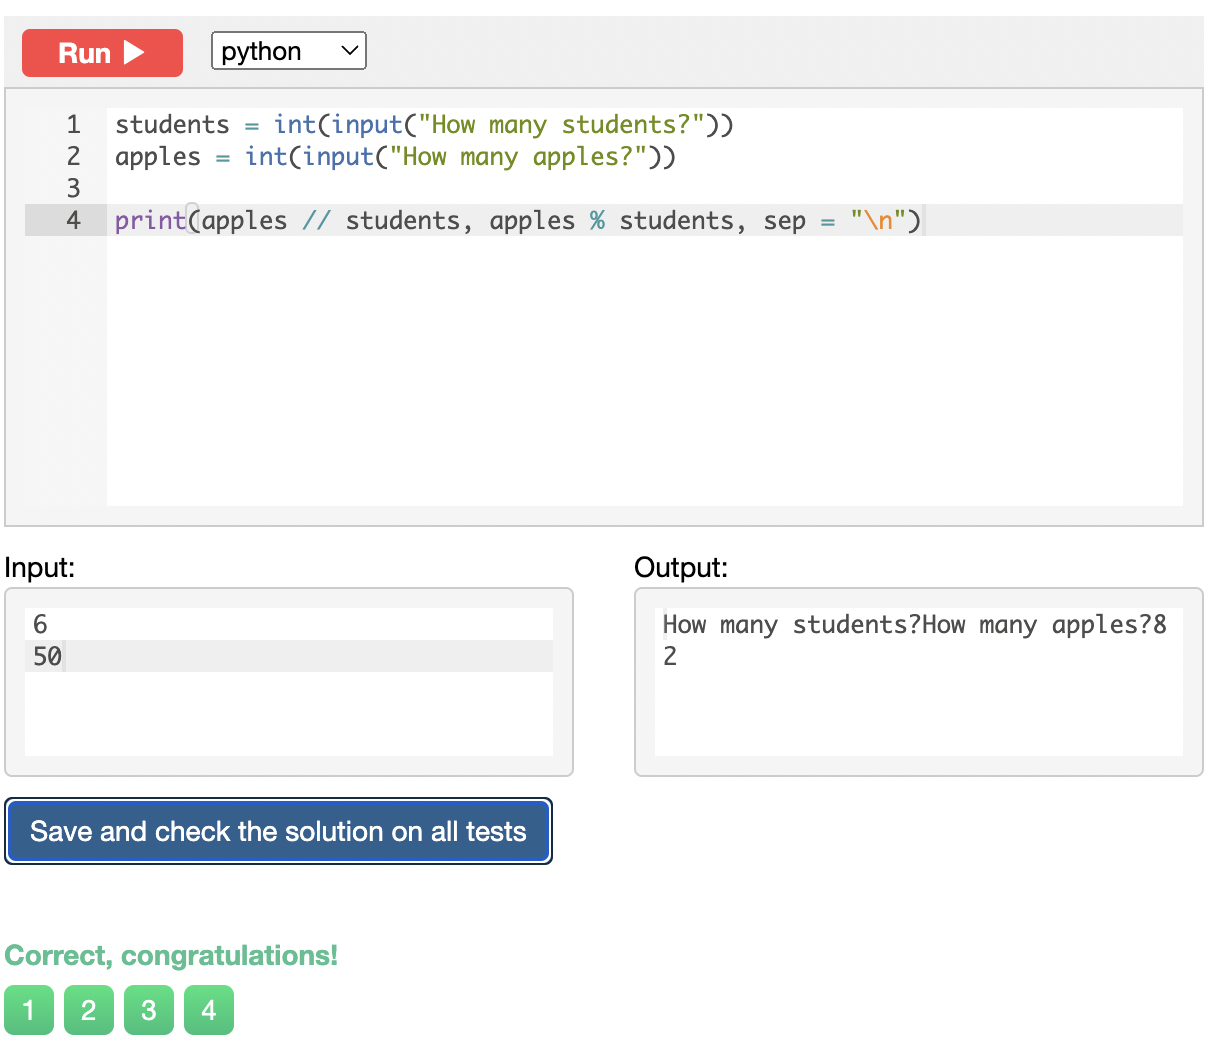 Run
python
1 students = int(input("How many students?"))
2 apples = int(input("How many apples?"))
3
4 print(apples // students, apples % students, sep = "\n")
Input:
6
50
Output:
How many students?How many apples?8
2
Save and check the solution on all tests
Correct, congratulations!
1 2 3 4